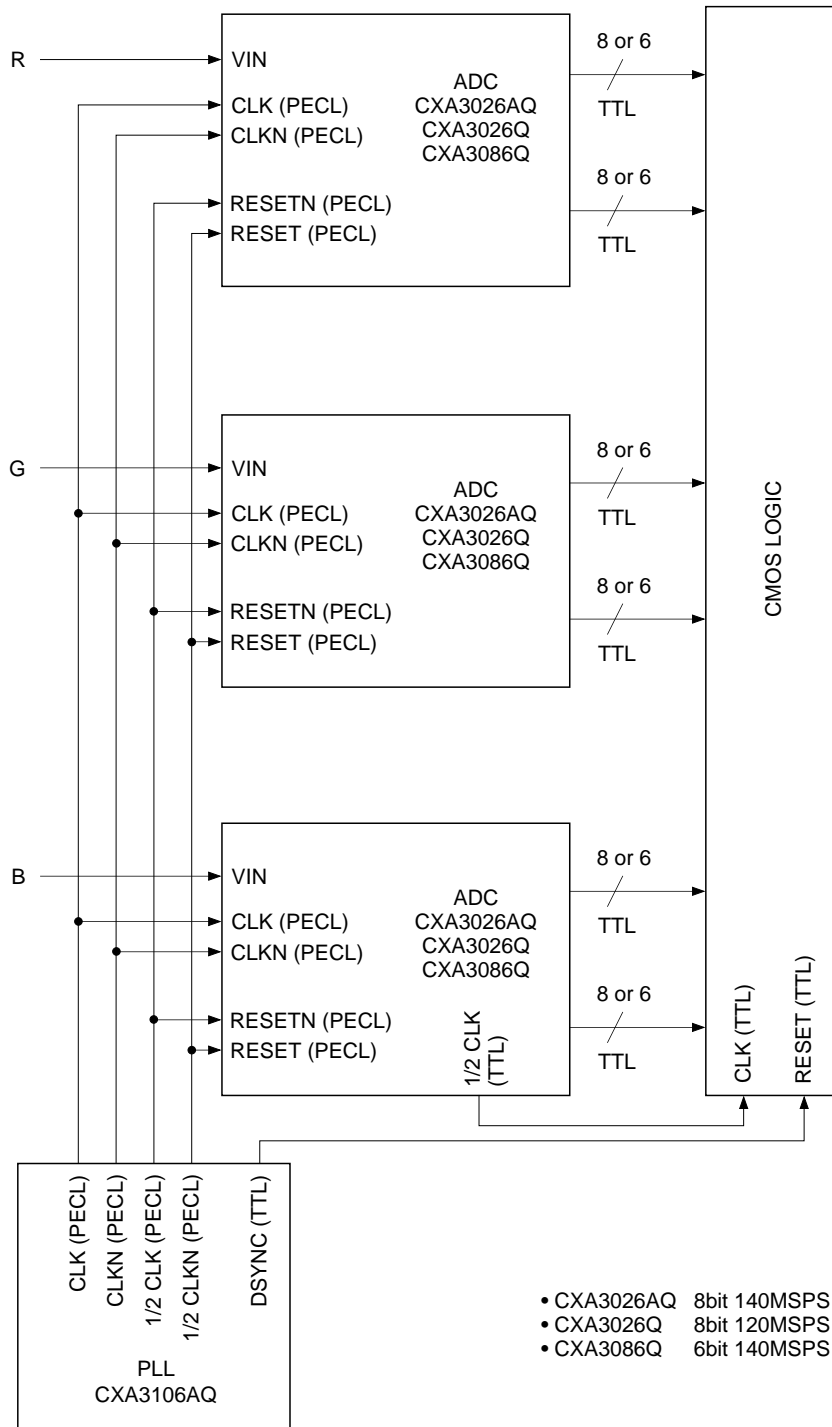 R
VIN
CLK (PECL)
CLKN (PECL)
RESETN (PECL)
RESET (PECL)
ADC
CXA3026AQ
CXA3026Q
CXA3086Q
8 or 6
TTL
8 or 6
TTL
G
VIN
CLK (PECL)
CLKN (PECL)
RESETN (PECL)
RESET (PECL)
ADC
CXA3026AQ
CXA3026Q
CXA3086Q
8 or 6
TTL
8 or 6
TTL
CMOS LOGIC
B
VIN
CLK (PECL)
CLKN (PECL)
RESETN (PECL)
RESET (PECL)
ADC
CXA3026AQ
CXA3026Q
CXA3086Q
1/2 CLK
(TTL)
8 or 6
TTL
8 or 6
TTL
CLK (TTL)
RESET (TTL)
CLK (PECL)
CLKN (PECL)
1/2 CLK (PECL)
1/2 CLKN (PECL)
DSYNC (TTL)
PLL
CXA3106AQ
• CXA3026AQ 8bit 140MSPS
• CXA3026Q 8bit 120MSPS
• CXA3086Q 6bit 140MSPS